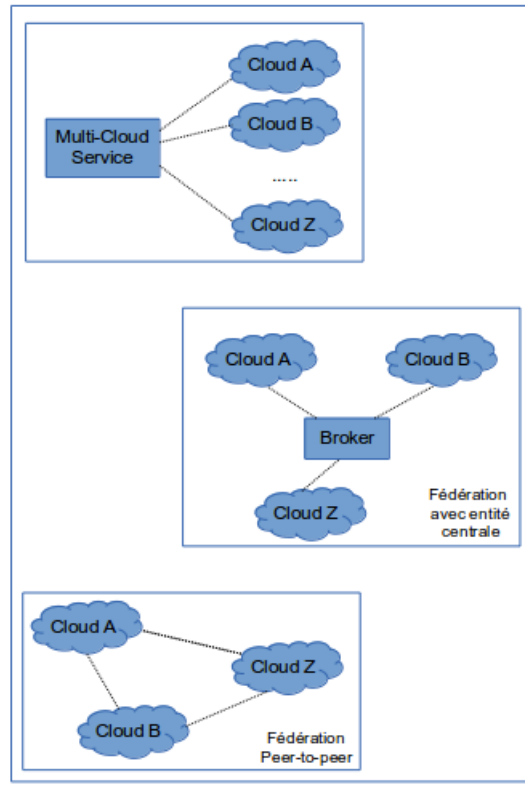 Cloud A
Multi-Cloud
Service
Cloud B
.....
Cloud Z
Cloud A
Cloud B
Broker
Cloud Z
Fédération
avec entité
centrale
Cloud A
Cloud Z
Cloud B
Fédération
Peer-to-peer